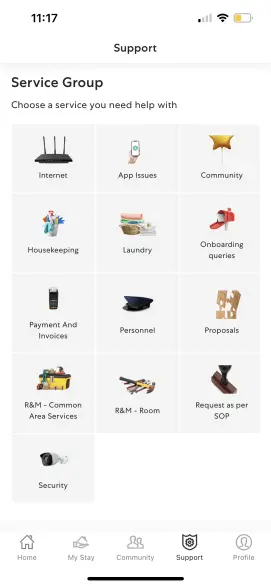 11:17
Support
Service Group
Choose a service you need help with
Internet
App Issues
Community
Housekeeping
Laundry
Onboarding
queries
Payment And
Invoices
Personnel
Proposals
R&M - Common
Area Services
R&M - Room
Request as per
SOP
Security
Home
My Stay
Community
Support
Profile